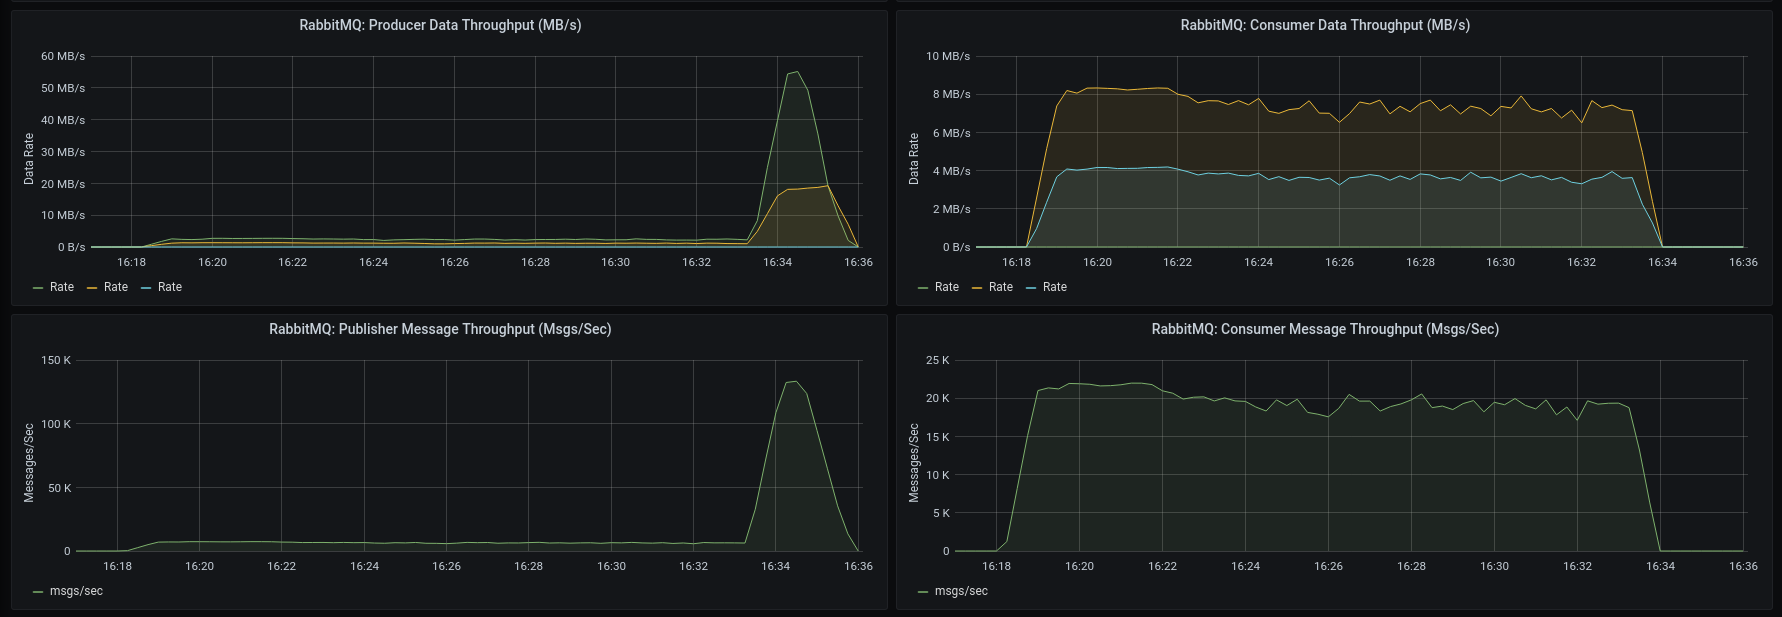 RabbitMQ: Producer Data Throughput (MB/s)
Data Rate
60 MB/s
50 MB/s
40 MB/s
30 MB/s
20 MB/s
10 MB/s
0 B/s
16:18 16:20 16:22 16:24 16:26 16:28 16:30 16:32 16:34 16:36
Rate Rate Rate
RabbitMQ: Consumer Data Throughput (MB/s)
Data Rate
10 MB/s
8 MB/s
6 MB/s
4 MB/s
2 MB/s
0 B/s
16:18 16:20 16:22 16:24 16:26 16:28 16:30 16:32 16:34 16:36
Rate Rate Rate
RabbitMQ: Publisher Message Throughput (Msgs/Sec)
Messages/Sec
150 K
100 K
50 K
0
16:18 16:20 16:22 16:24 16:26 16:28 16:30 16:32 16:34 16:36
msgs/sec
RabbitMQ: Consumer Message Throughput (Msgs/Sec)
Messages/Sec
25 K
20 K
15 K
10 K
5 K
0
16:18 16:20 16:22 16:24 16:26 16:28 16:30 16:32 16:34 16:36
msgs/sec